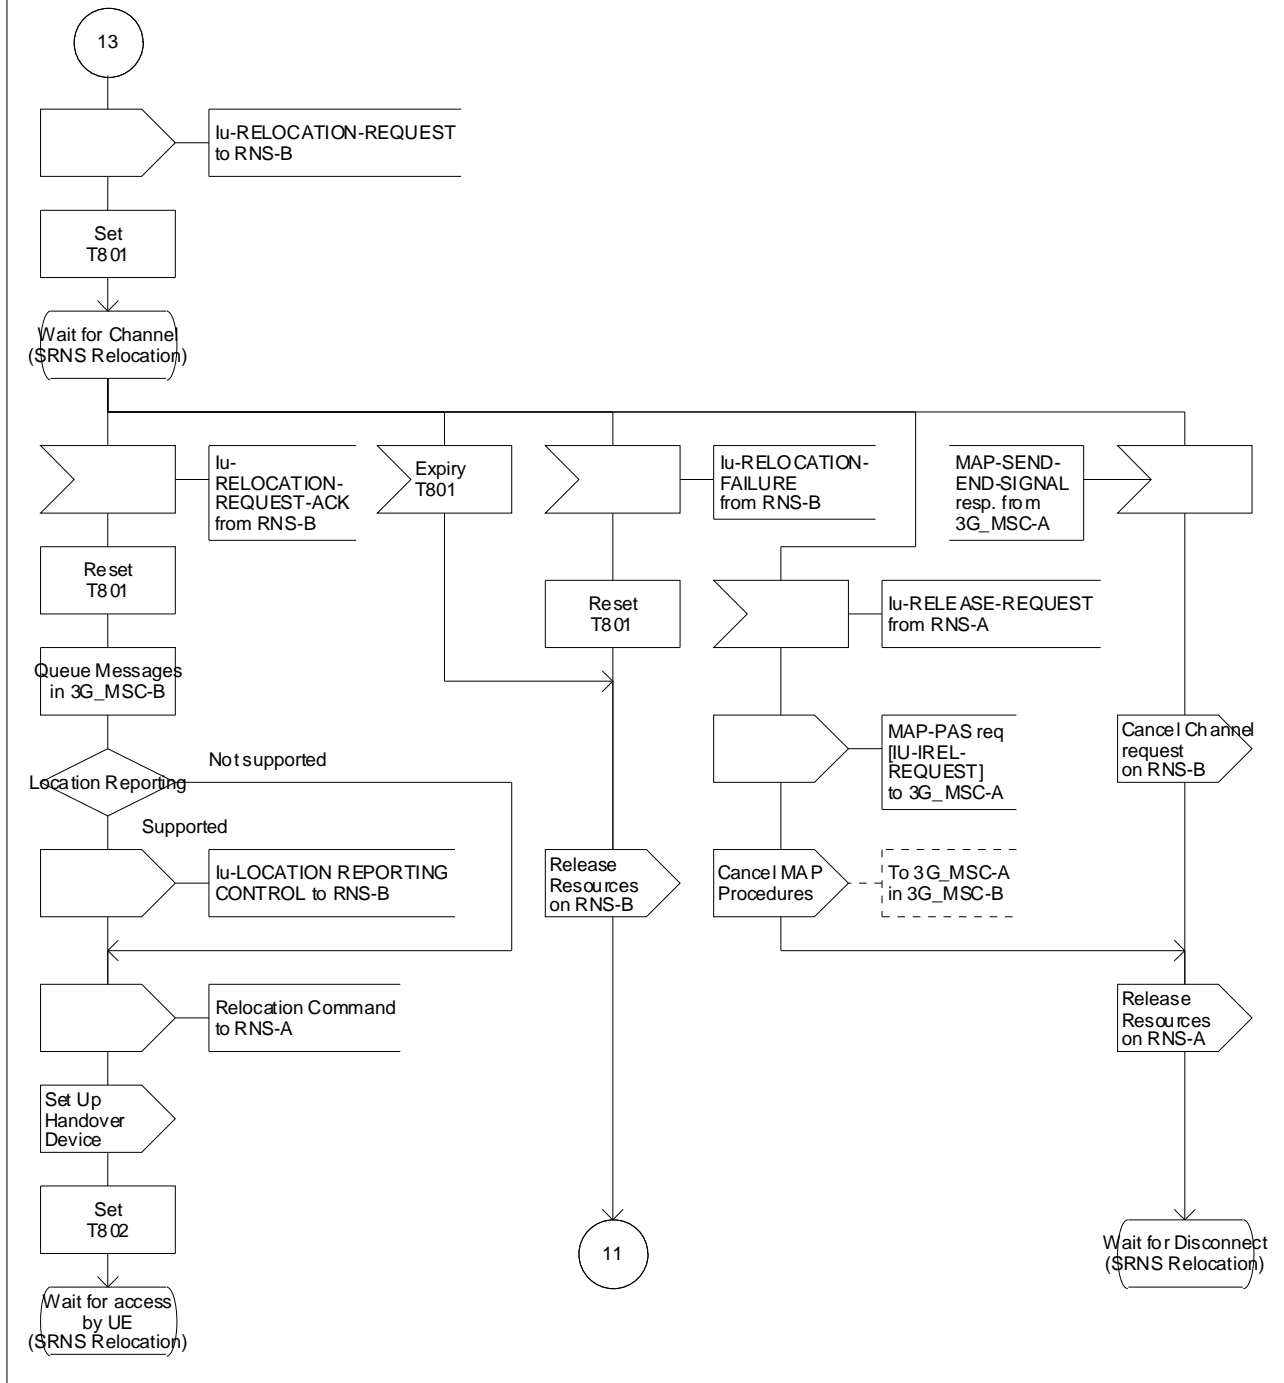 13
Iu-RELOCATION-REQUEST
to RNS-B
Set
T801
Wait for Channel
(SRNS Relocation)
Iu-
RELOCATION-
REQUEST-ACK
from RNS-B
Expiry
T801
Iu-RELOCATION-
FAILURE
from RNS-B
MAP-SEND-
END-SIGNAL
resp. from
3G_MSC-A
Reset
T801
Reset
T801
Iu-RELEASE-REQUEST
from RNS-A
Queue Messages
in 3G_MSC-B
MAP-PAS req
[IU-IREL-
REQUEST]
to 3G_MSC-A
Cancel Channel
request
on RNS-B
Not supported
Location Reporting
Supported
Iu-LOCATION REPORTING
CONTROL to RNS-B
Release
Resources
on RNS-B
Cancel MAP
Procedures
To 3G_MSC-A
in 3G_MSC-B
Relocation Command
to RNS-A
Release
Resources
on RNS-A
Set Up
Handover
Device
Set
T802
11
Wait for Disconnect
(SRNS Relocation)
Wait for access
by UE
(SRNS Relocation)